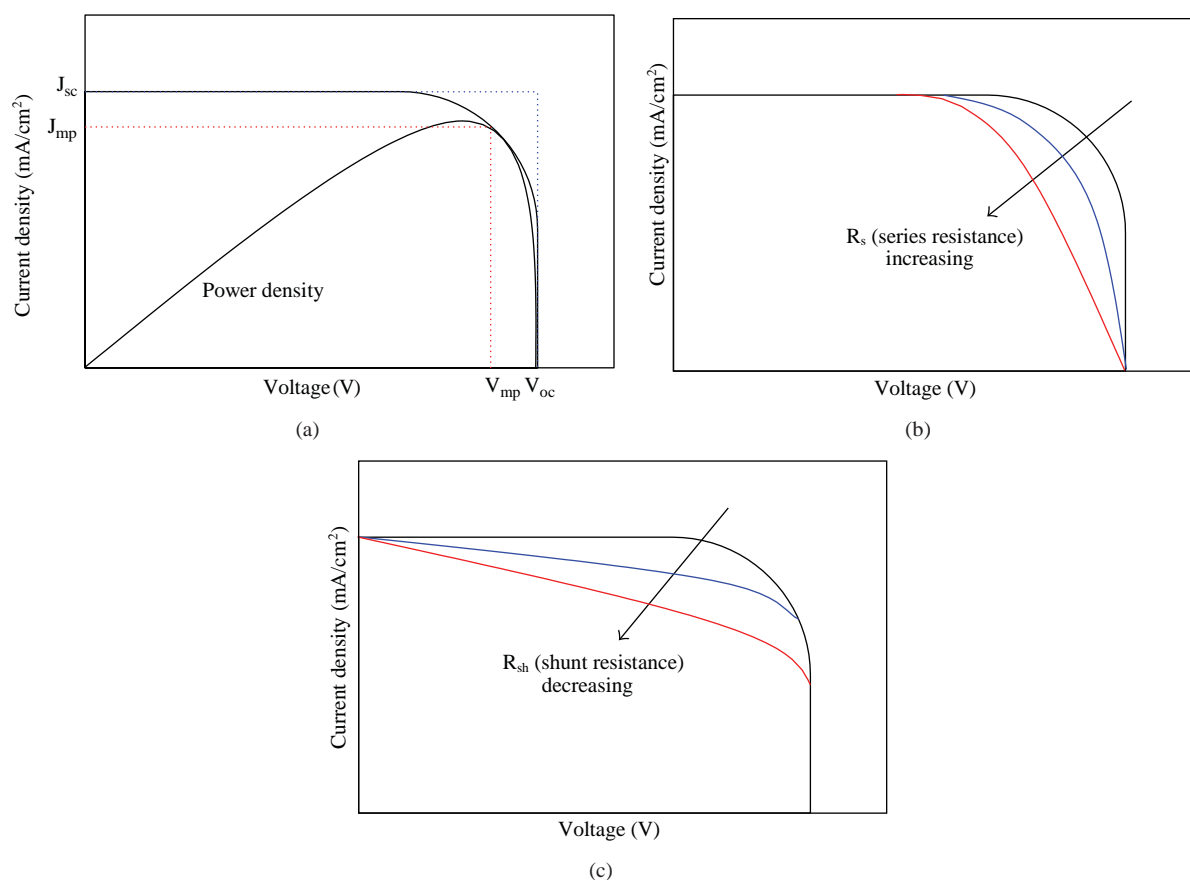 Current density (mA/cm²)
J_sc
J_mp
Power density
Voltage (V)
V_mp V_oc
(a)
Current density (mA/cm²)
R_s (series resistance)
increasing
Voltage (V)
(b)
Current density (mA/cm²)
R_sh (shunt resistance)
decreasing
Voltage (V)
(c)